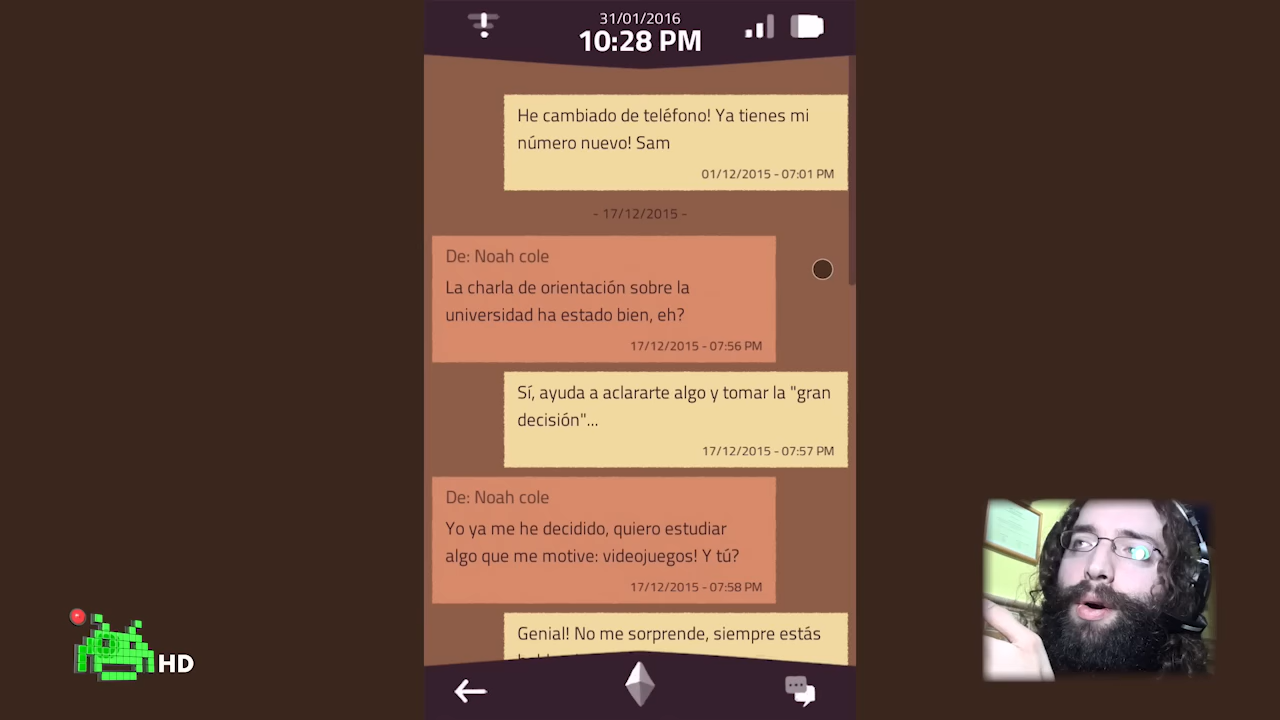 31/01/2016
10:28 PM
He cambiado de teléfono! Ya tienes mi
número nuevo! Sam
01/12/2015 - 07:01 PM
- 17/12/2015 -
De: Noah cole
La charla de orientación sobre la
universidad ha estado bien, eh?
17/12/2015 - 07:56 PM
Sí, ayuda a aclararte algo y tomar la "gran
decisión"...
17/12/2015 - 07:57 PM
De: Noah cole
Yo ya me he decidido, quiero estudiar
algo que me motive: videojuegos! Y tú?
17/12/2015 - 07:58 PM
Genial! No me sorprende, siempre estás
HD